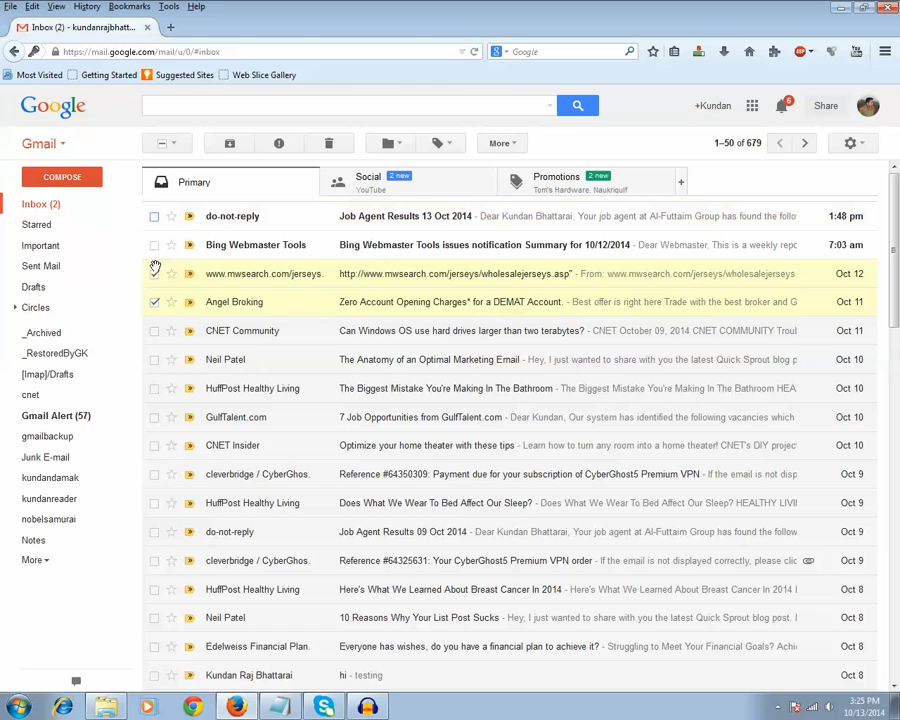 File Edit View History Bookmarks Tools Help
Inbox (2) - kundanrajbhatt...
https://mail.google.com/mail/u/0/#inbox
Google
Most Visited Getting Started Suggested Sites Web Slice Gallery
Google +Kundan 6 Share
Gmail More 1–50 of 679
COMPOSE
Inbox (2)
Starred
Important
Sent Mail
Drafts
Circles
_Archived
_RestoredByGK
[Imap]/Drafts
cnet
Gmail Alert (57)
gmailbackup
Junk E-mail
kundandamak
kundanreader
nobelsamurai
Notes
More
Primary
Social 2 new
YouTube
Promotions 2 new
Tom's Hardware, Naukriquif
do-not-reply Job Agent Results 13 Oct 2014 - Dear Kundan Bhattarai, Your job agent at Al-Futtaim Group has found the follo 1:48 pm
Bing Webmaster Tools Bing Webmaster Tools issues notification Summary for 10/12/2014 - Dear Webmaster, This is a weekly repo 7:03 am
www.mwsearch.com/jerseys. http://www.mwsearch.com/jerseys/wholesalejerseys.asp" - From: www.mwsearch.com/jerseys/wholesalejerseys Oct 12
Angel Broking Zero Account Opening Charges* for a DEMAT Account. - Best offer is right here Trade with the best broker and G Oct 11
CNET Community Can Windows OS use hard drives larger than two terabytes? - CNET October 09, 2014 CNET COMMUNITY Troul Oct 11
Neil Patel The Anatomy of an Optimal Marketing Email - Hey, I just wanted to share with you the latest Quick Sprout blog p Oct 10
HuffPost Healthy Living The Biggest Mistake You're Making In The Bathroom - The Biggest Mistake You're Making In The Bathroom HEA Oct 10
GulfTalent.com 7 Job Opportunities from GulfTalent.com - Dear Kundan, Our system has identified the following vacancies which Oct 10
CNET Insider Optimize your home theater with these tips - Learn how to turn any room into a home theater! CNET's DIY projec Oct 10
cleverbridge / CyberGhos. Reference #64350309: Payment due for your subscription of CyberGhost5 Premium VPN - If the email is not disp Oct 9
HuffPost Healthy Living Does What We Wear To Bed Affect Our Sleep? - Does What We Wear To Bed Affect Our Sleep? HEALTHY LIVI Oct 9
do-not-reply Job Agent Results 09 Oct 2014 - Dear Kundan Bhattarai, Your job agent at Al-Futtaim Group has found the follow Oct 9
cleverbridge / CyberGhos. Reference #64325631: Your CyberGhost5 Premium VPN order - If the email is not displayed correctly, please clic Oct 9
HuffPost Healthy Living Here's What We Learned About Breast Cancer In 2014 - Here's What We Learned About Breast Cancer In 2014 H Oct 8
Neil Patel 10 Reasons Why Your List Post Sucks - Hey, I just wanted to share with you the latest Quick Sprout blog post. I Oct 8
Edelweiss Financial Plan. Everyone has wishes, do you have a financial plan to achieve it? - Struggling to Meet Your Financial Goals? Achi Oct 8
Kundan Raj Bhattarai hi - testing Oct 8
3:25 PM
10/13/2014